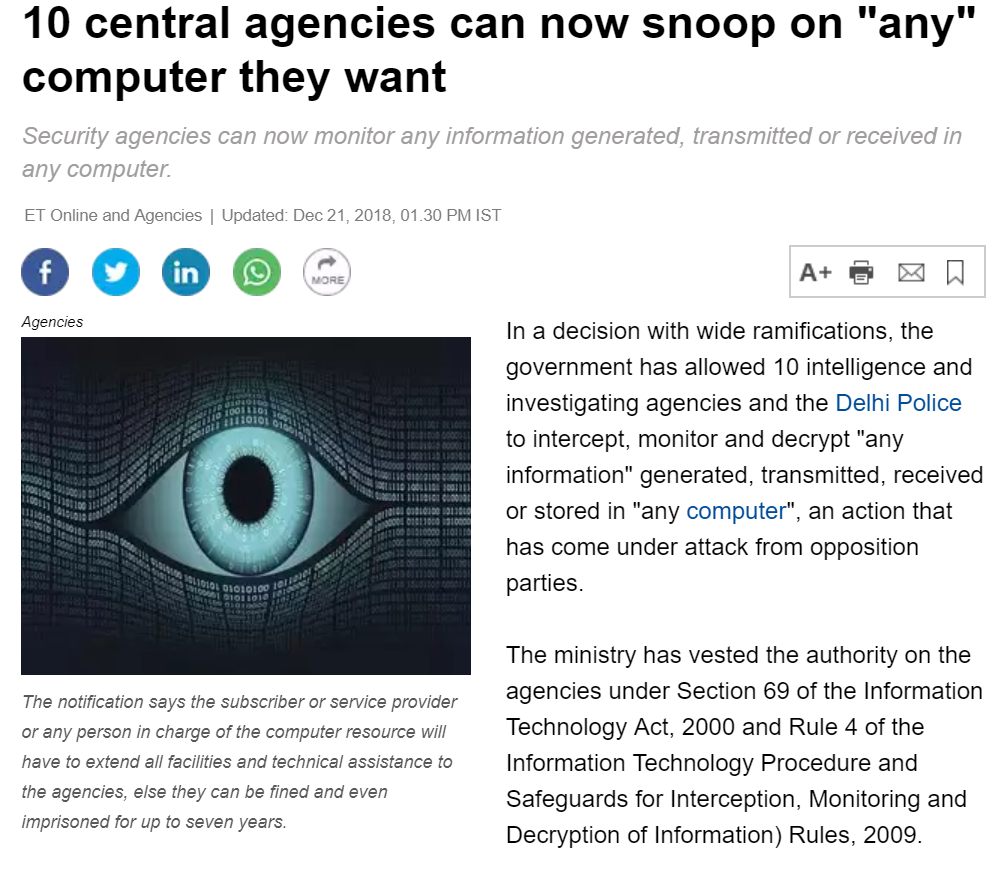 10 central agencies can now snoop on "any"
computer they want
Security agencies can now monitor any information generated, transmitted or received in
any computer.
ET Online and Agencies | Updated: Dec 21, 2018, 01.30 PM IST
f
in
MORE
A+
Agencies
The notification says the subscriber or service provider
or any person in charge of the computer resource will
have to extend all facilities and technical assistance to
the agencies, else they can be fined and even
imprisoned for up to seven years.
In a decision with wide ramifications, the
government has allowed 10 intelligence and
investigating agencies and the Delhi Police
to intercept, monitor and decrypt "any
information" generated, transmitted, received
or stored in "any computer", an action that
has come under attack from opposition
parties.
The ministry has vested the authority on the
agencies under Section 69 of the Information
Technology Act, 2000 and Rule 4 of the
Information Technology Procedure and
Safeguards for Interception, Monitoring and
Decryption of Information) Rules, 2009.